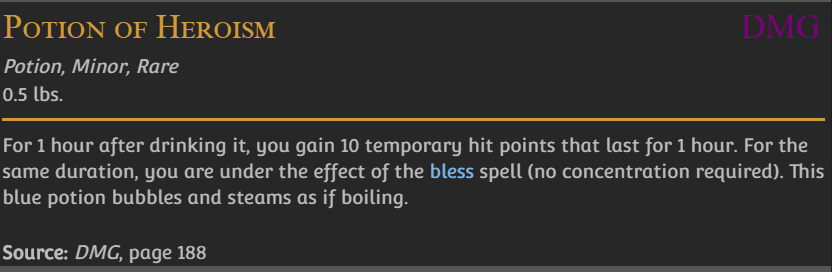 Potion of Heroism DMG
Potion, Minor, Rare
0.5 lbs.
For 1 hour after drinking it, you gain 10 temporary hit points that last for 1 hour. For the
same duration, you are under the effect of the bless spell (no concentration required). This
blue potion bubbles and steams as if boiling.
Source: DMG, page 188